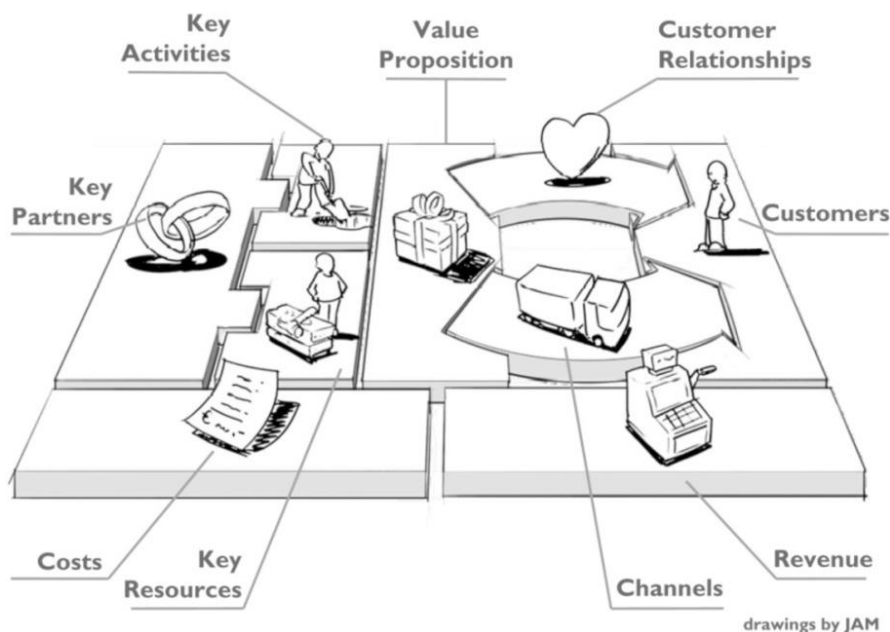 Key
Activities
Value
Proposition
Customer
Relationships
Key
Partners
Customers
Costs
Key
Resources
Channels
Revenue
drawings by JAM